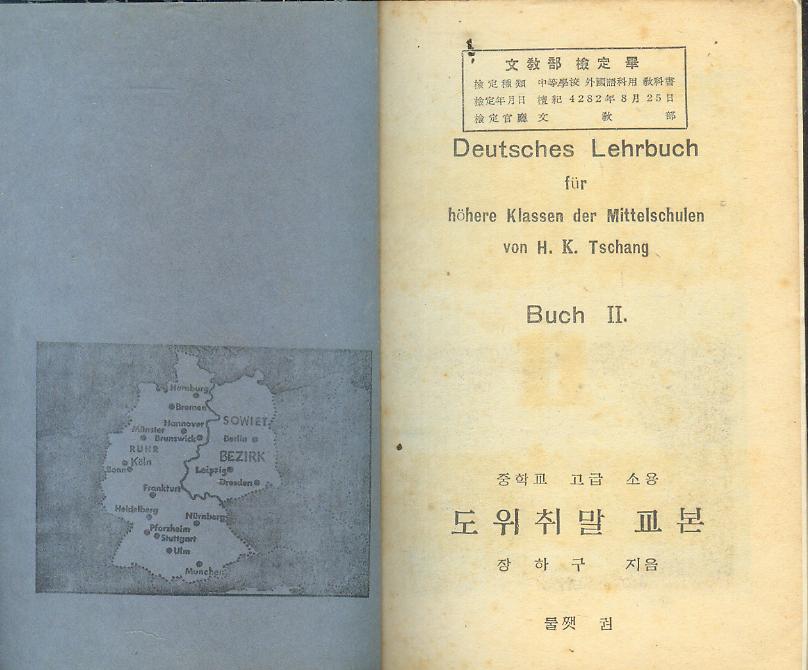 Hamburg
Bremen
Hannover
Münster
Brunswick
SOWIET
Berlin
RUHR
BEZIRK
Köln
Bonn
Leipzig
Dresden
Frankfurt
Heidelberg
Nürnberg
Pforzheim
Stuttgart
Ulm
München
文敎部 檢定畢
檢定種類 中等學校 外國語科用 敎科書
檢定年月日 檀紀 4282年 8月 25日
檢定官廳 文 敎 部
Deutsches Lehrbuch
für
höhere Klassen der Mittelschulen
von H. K. Tschang
Buch II.
중학교 고급 소용
도위취말 교본
장 하 구 지음
둘쨋 권